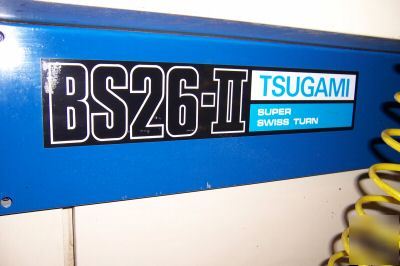 BS26-II
TSUGAMI
SUPER
SWISS TURN